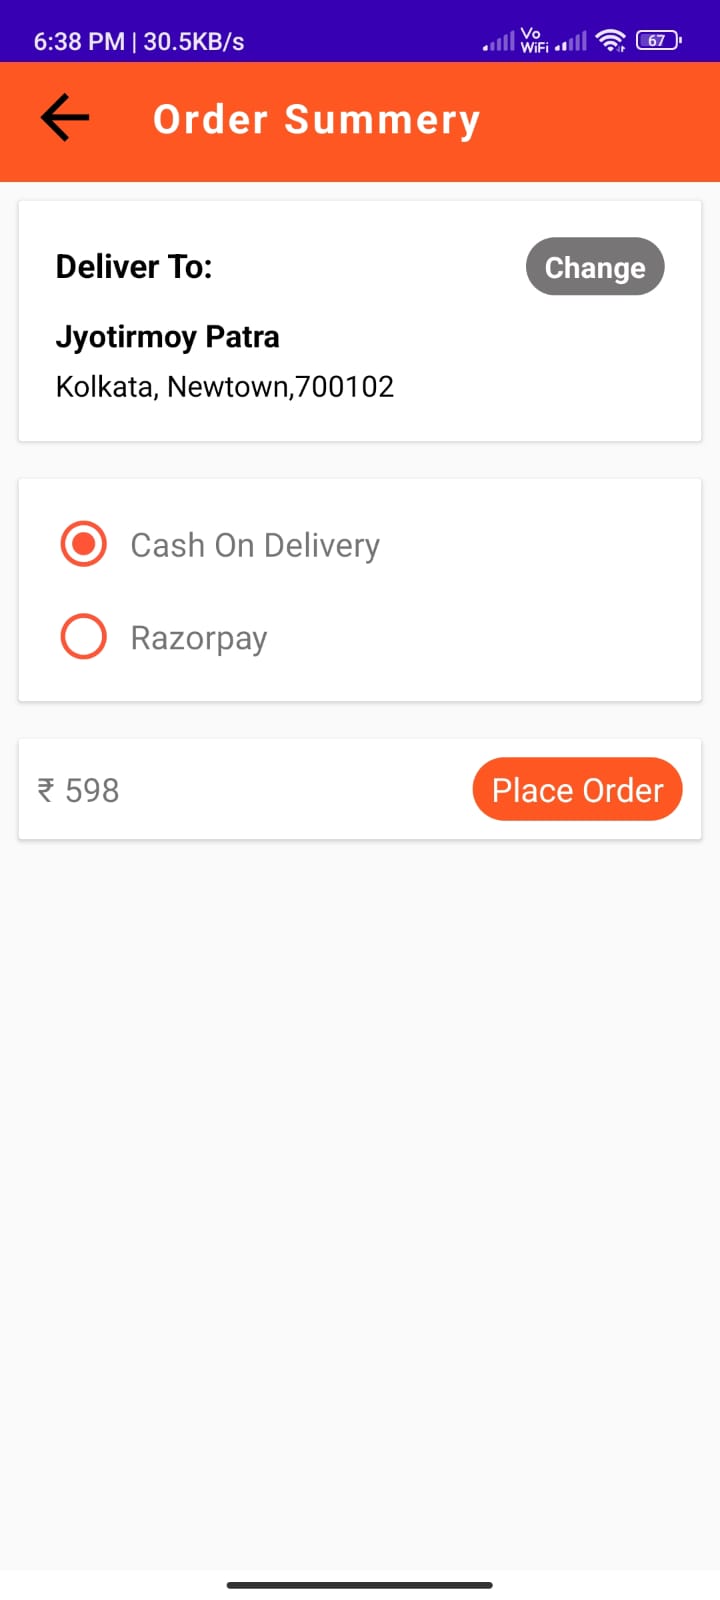 6:38 PM | 30.5KB/s Vo WiFi 67
Order Summery
Deliver To: Change
Jyotirmoy Patra
Kolkata, Newtown,700102
Cash On Delivery
Razorpay
₹ 598 Place Order